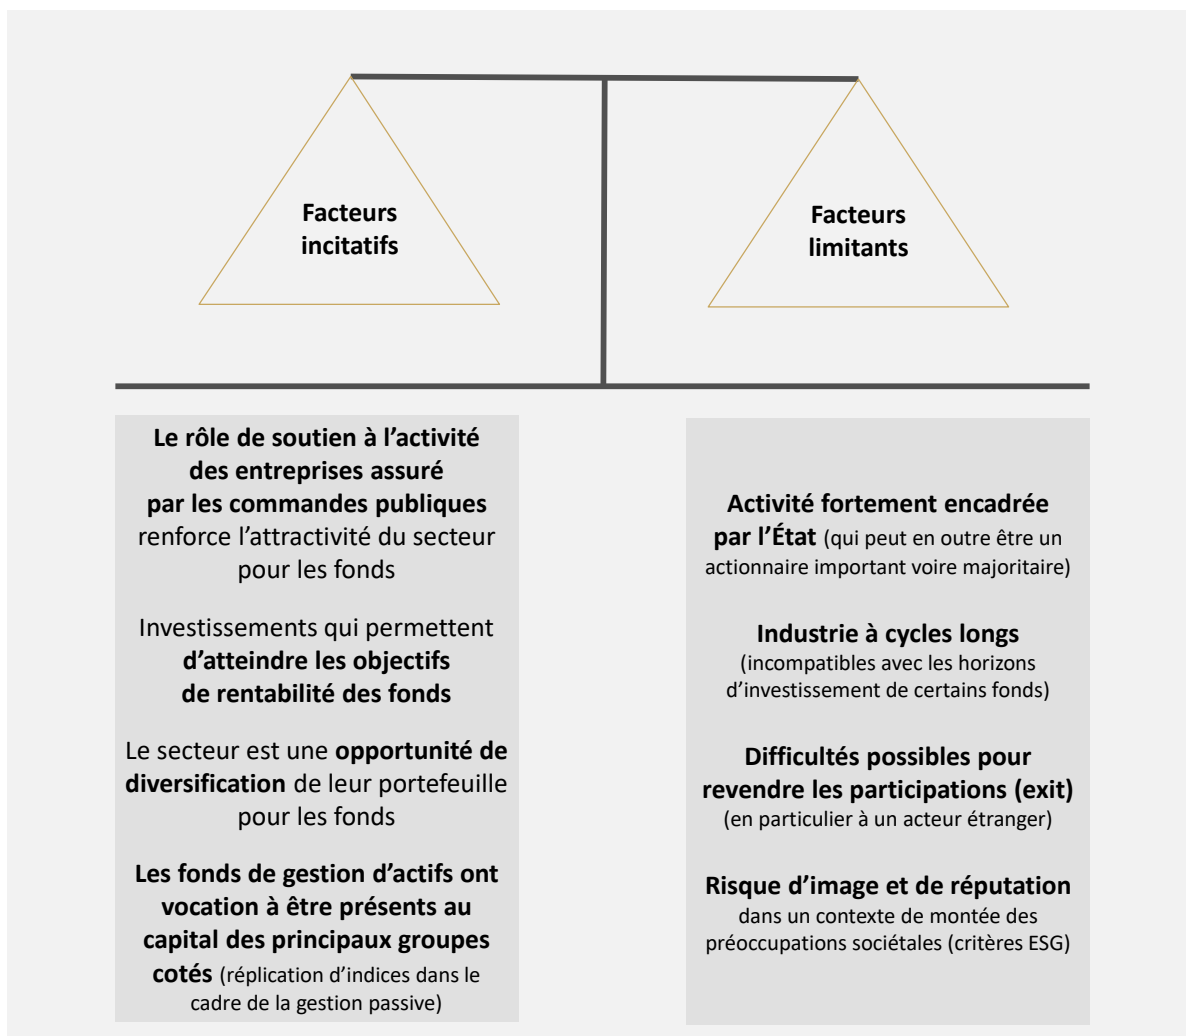 Facteurs
incitatifs
Facteurs
limitants
Le rôle de soutien à l’activité
des entreprises assuré
par les commandes publiques
renforce l’attractivité du secteur
pour les fonds
Investissements qui permettent
d’atteindre les objectifs
de rentabilité des fonds
Le secteur est une opportunité de
diversification de leur portefeuille
pour les fonds
Les fonds de gestion d’actifs ont
vocation à être présents au
capital des principaux groupes
cotés (réplication d’indices dans le
cadre de la gestion passive)
Activité fortement encadrée
par l’État (qui peut en outre être un
actionnaire important voire majoritaire)
Industrie à cycles longs
(incompatibles avec les horizons
d’investissement de certains fonds)
Difficultés possibles pour
revendre les participations (exit)
(en particulier à un acteur étranger)
Risque d’image et de réputation
dans un contexte de montée des
préoccupations sociétales (critères ESG)